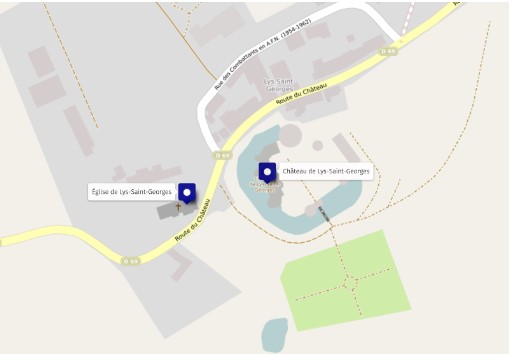 Rue des Combattants en A.F.N. (1954-1962)
D 69
Lys-Saint-
Georges
Route du Château
D 69
Château de Lys-Saint-Georges
Église de Lys-Saint-Georges
Route du Château
D 69